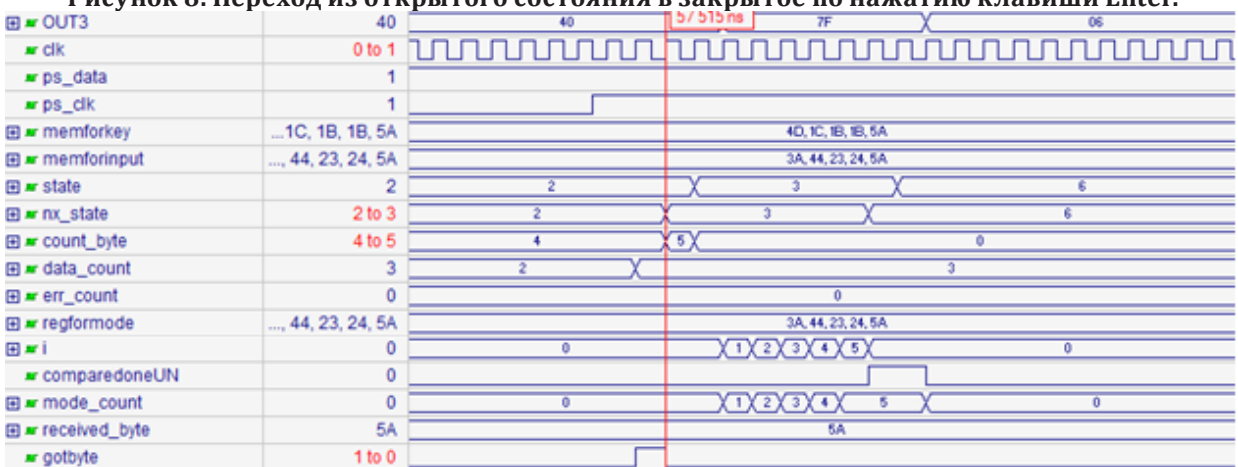 Рисунок 8. Переход из открытого состояния в закрытое по нажатию клавиши Enter.
OUT3 40 40 57 515 ns 7F 06
clk 0 to 1
ps_data 1
ps_clk 1
memforkey ...1C, 1B, 1B, 5A 4D, 1C, 1B, 1B, 5A
memforinput ..., 44, 23, 24, 5A 3A, 44, 23, 24, 5A
state 2 2 3 6
nx_state 2 to 3 2 3 6
count_byte 4 to 5 4 5 0
data_count 3 2 3
err_count 0 0
regformode ..., 44, 23, 24, 5A 3A, 44, 23, 24, 5A
i 0 0 1 2 3 4 5 0
comparedoneUN 0
mode_count 0 0 1 2 3 4 5 0
received_byte 5A 5A
gotbyte 1 to 0